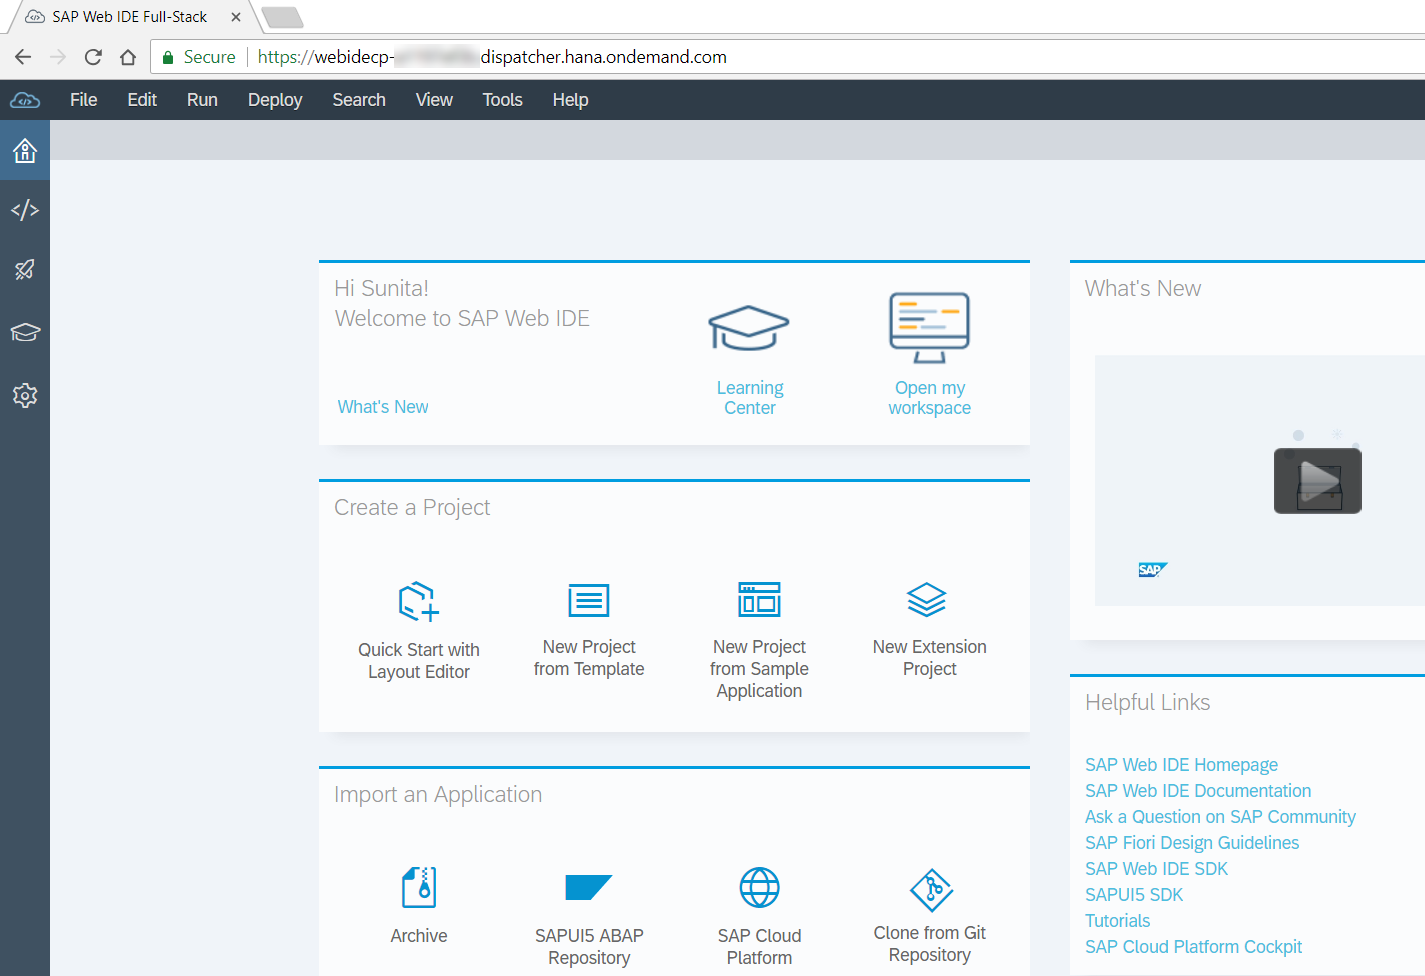 SAP Web IDE Full-Stack
Secure
https://webidecp-
dispatcher.hana.ondemand.com
File Edit Run Deploy Search View Tools Help
Hi Sunita!
Welcome to SAP Web IDE
What's New
Learning
Center
Open my
workspace
Create a Project
Quick Start with
Layout Editor
New Project
from Template
New Project
from Sample
Application
New Extension
Project
Import an Application
Archive
SAPUI5 ABAP
Repository
SAP Cloud
Platform
Clone from Git
Repository
What's New
SAP
Helpful Links
SAP Web IDE Homepage
SAP Web IDE Documentation
Ask a Question on SAP Community
SAP Fiori Design Guidelines
SAP Web IDE SDK
SAPUI5 SDK
Tutorials
SAP Cloud Platform Cockpit